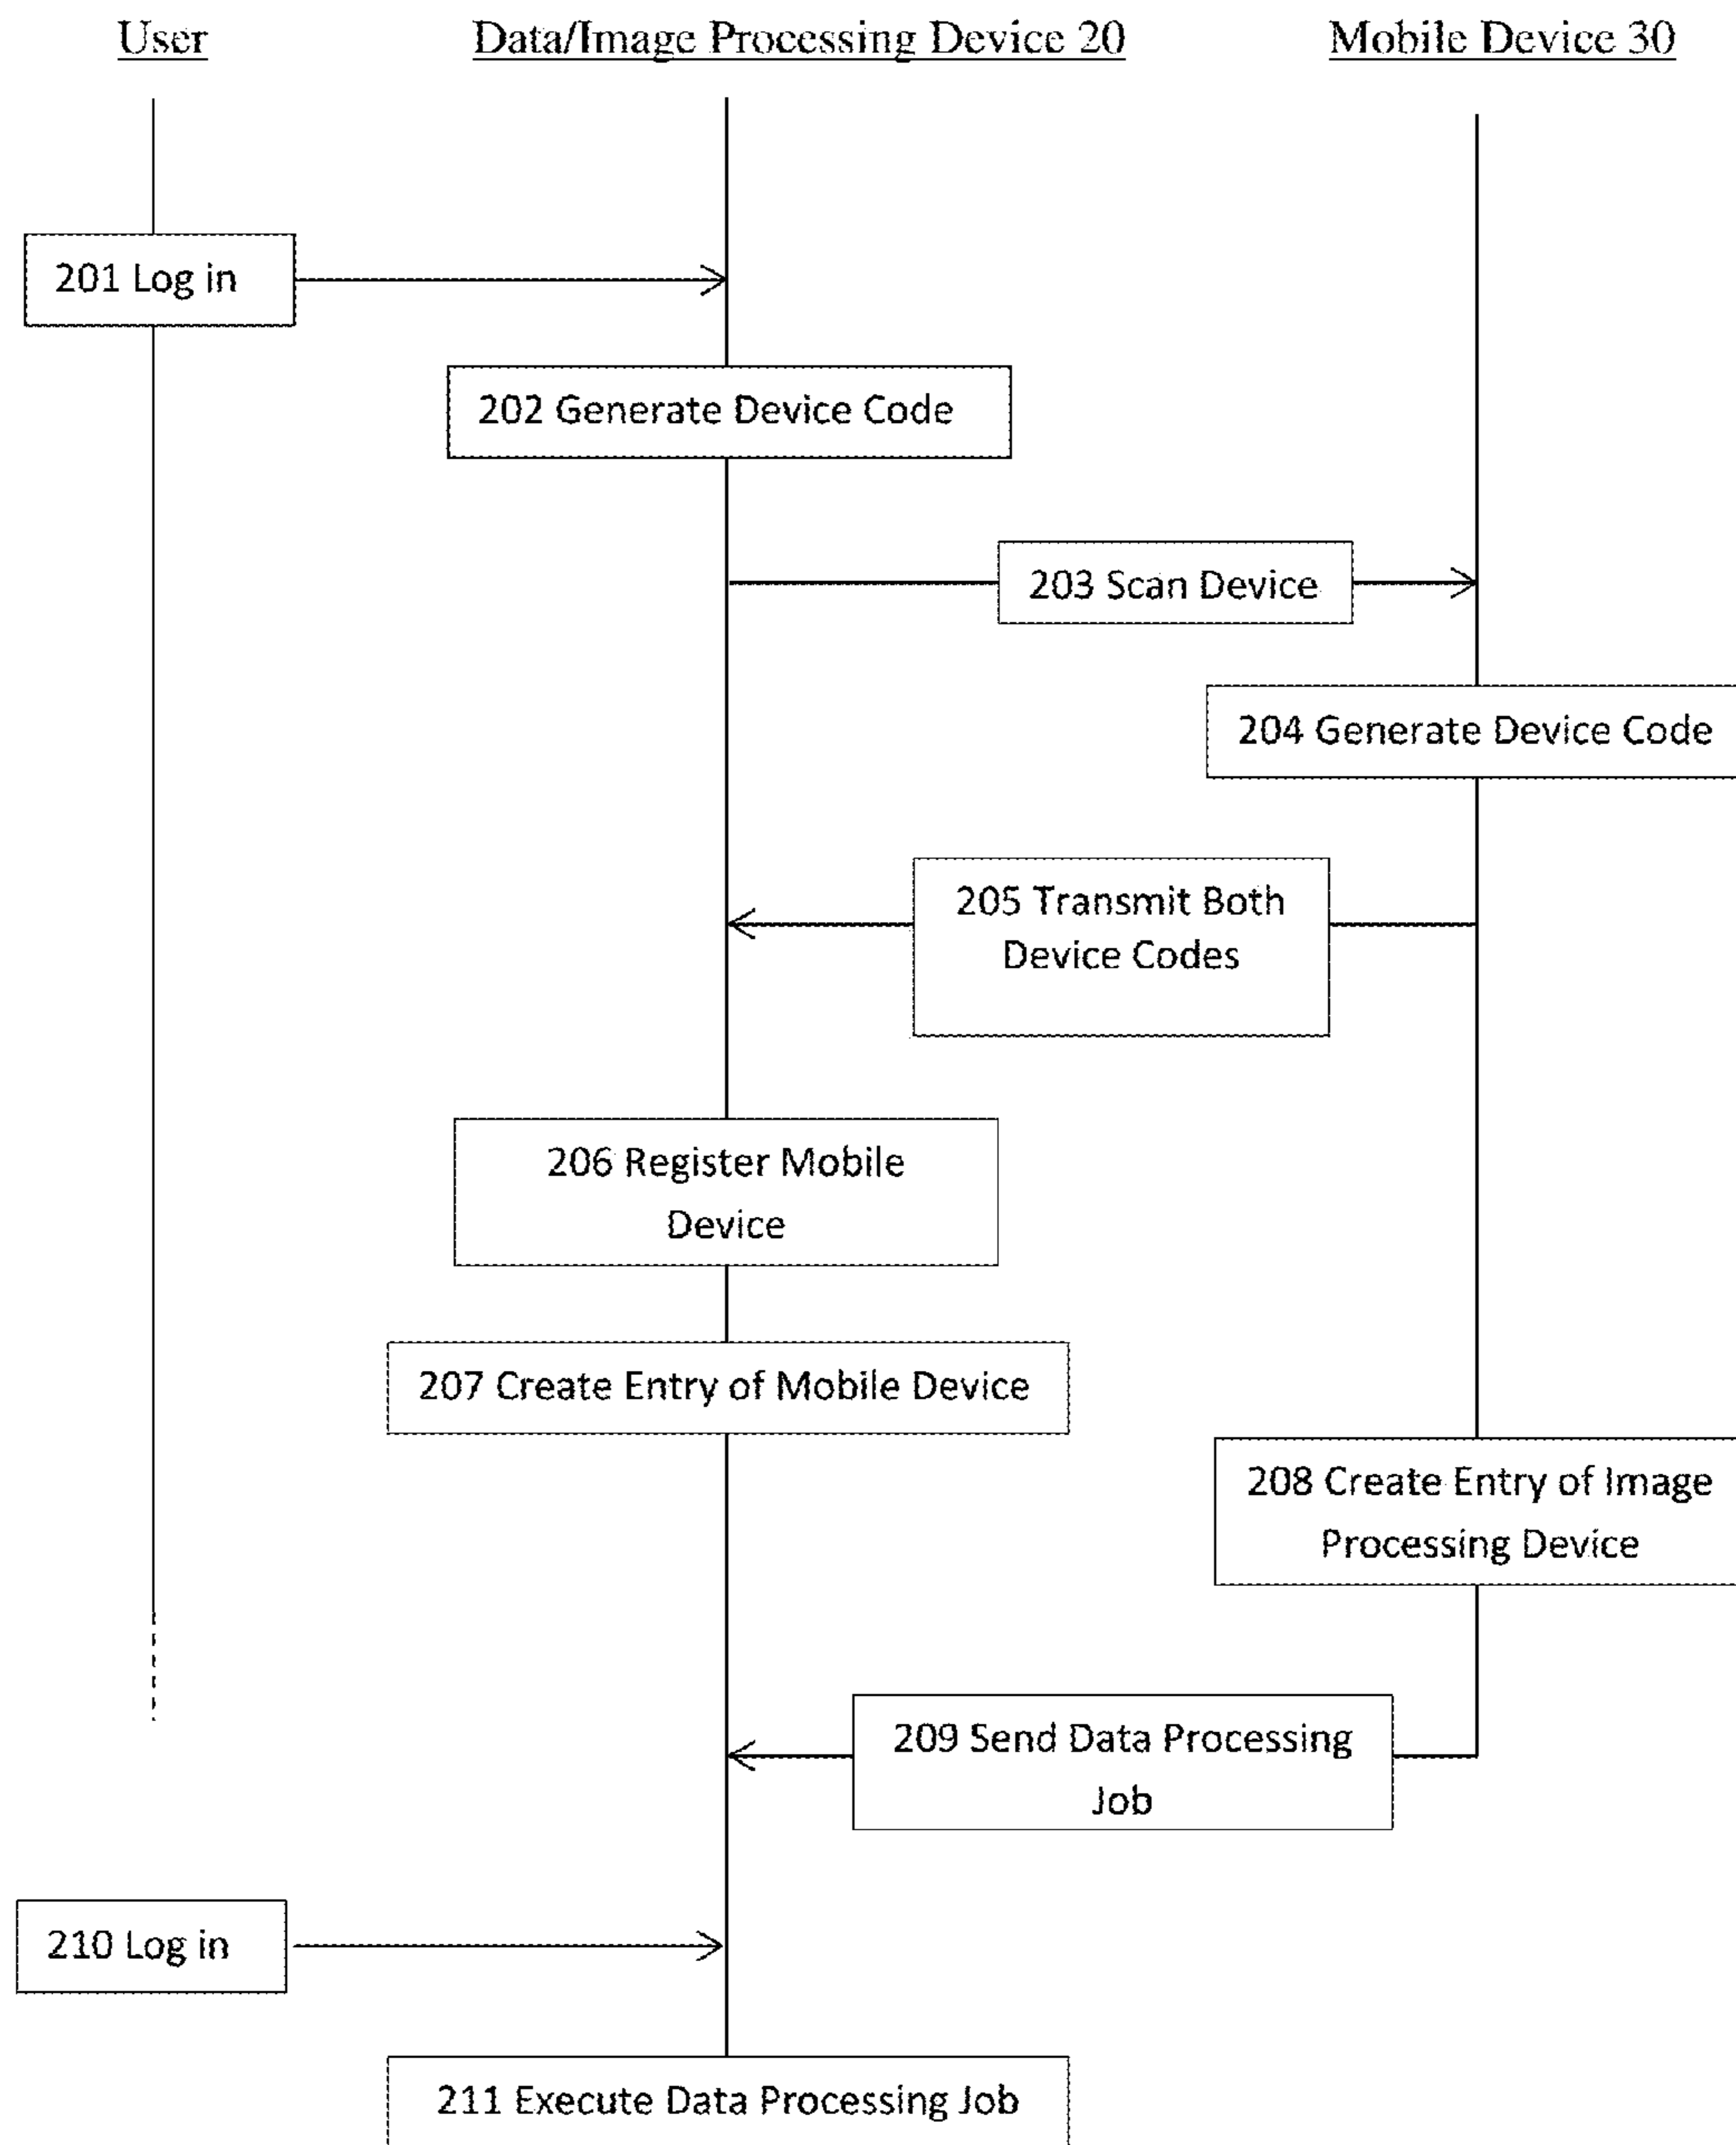 User
Data/Image Processing Device 20
Mobile Device 30
201 Log in
202 Generate Device Code
203 Scan Device
204 Generate Device Code
205 Transmit Both
Device Codes
206 Register Mobile
Device
207 Create Entry of Mobile Device
208 Create Entry of Image
Processing Device
209 Send Data Processing
Job
210 Log in
211 Execute Data Processing Job